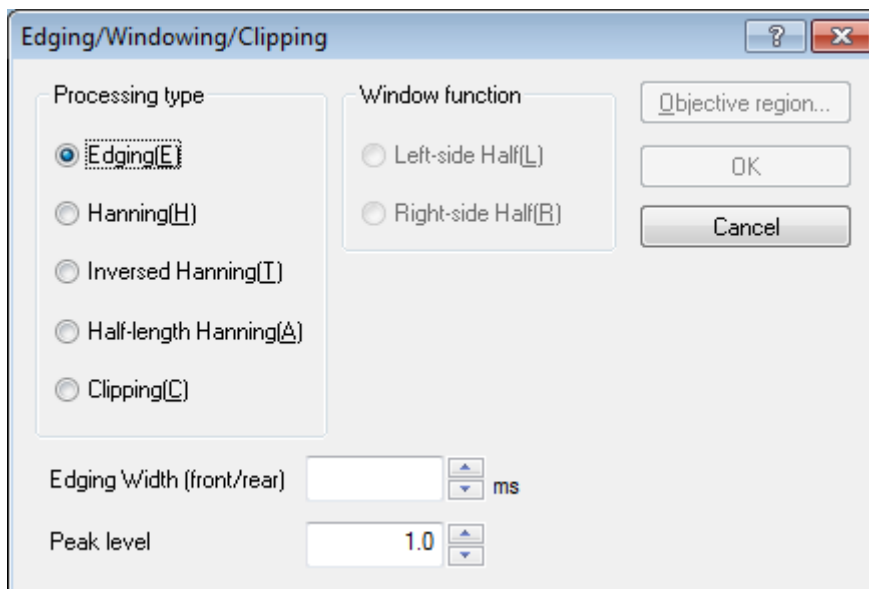 Edging/Windowing/Clipping
?
Processing type
Edging(E)
Hanning(H)
Inversed Hanning(T)
Half-length Hanning(A)
Clipping(C)
Window function
Left-side Half(L)
Right-side Half(R)
Objective region...
OK
Cancel
Edging Width (front/rear) ms
Peak level 1.0